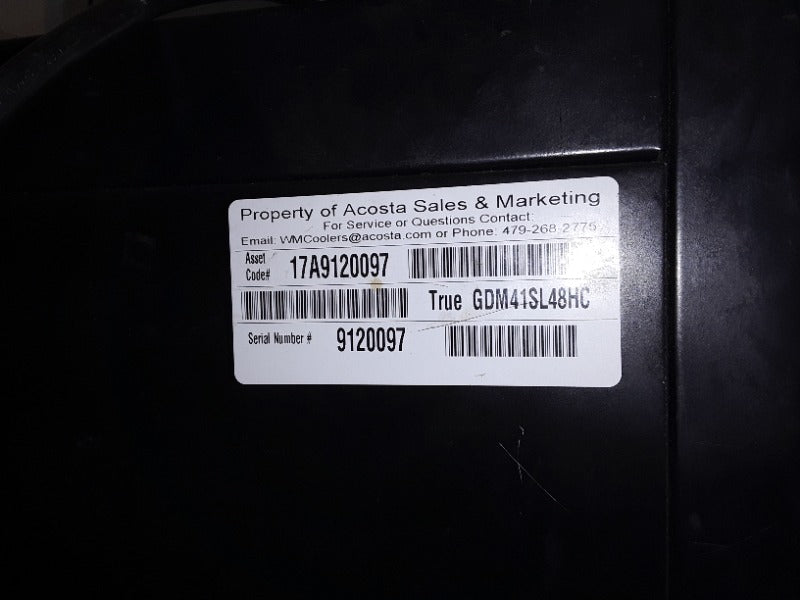 Property of Acosta Sales & Marketing
For Service or Questions Contact:
Email: WMCoolers@acosta.com or Phone: 479-268-2775
Asset
Code# 17A9120097
True GDM41SL48HC
Serial Number # 9120097